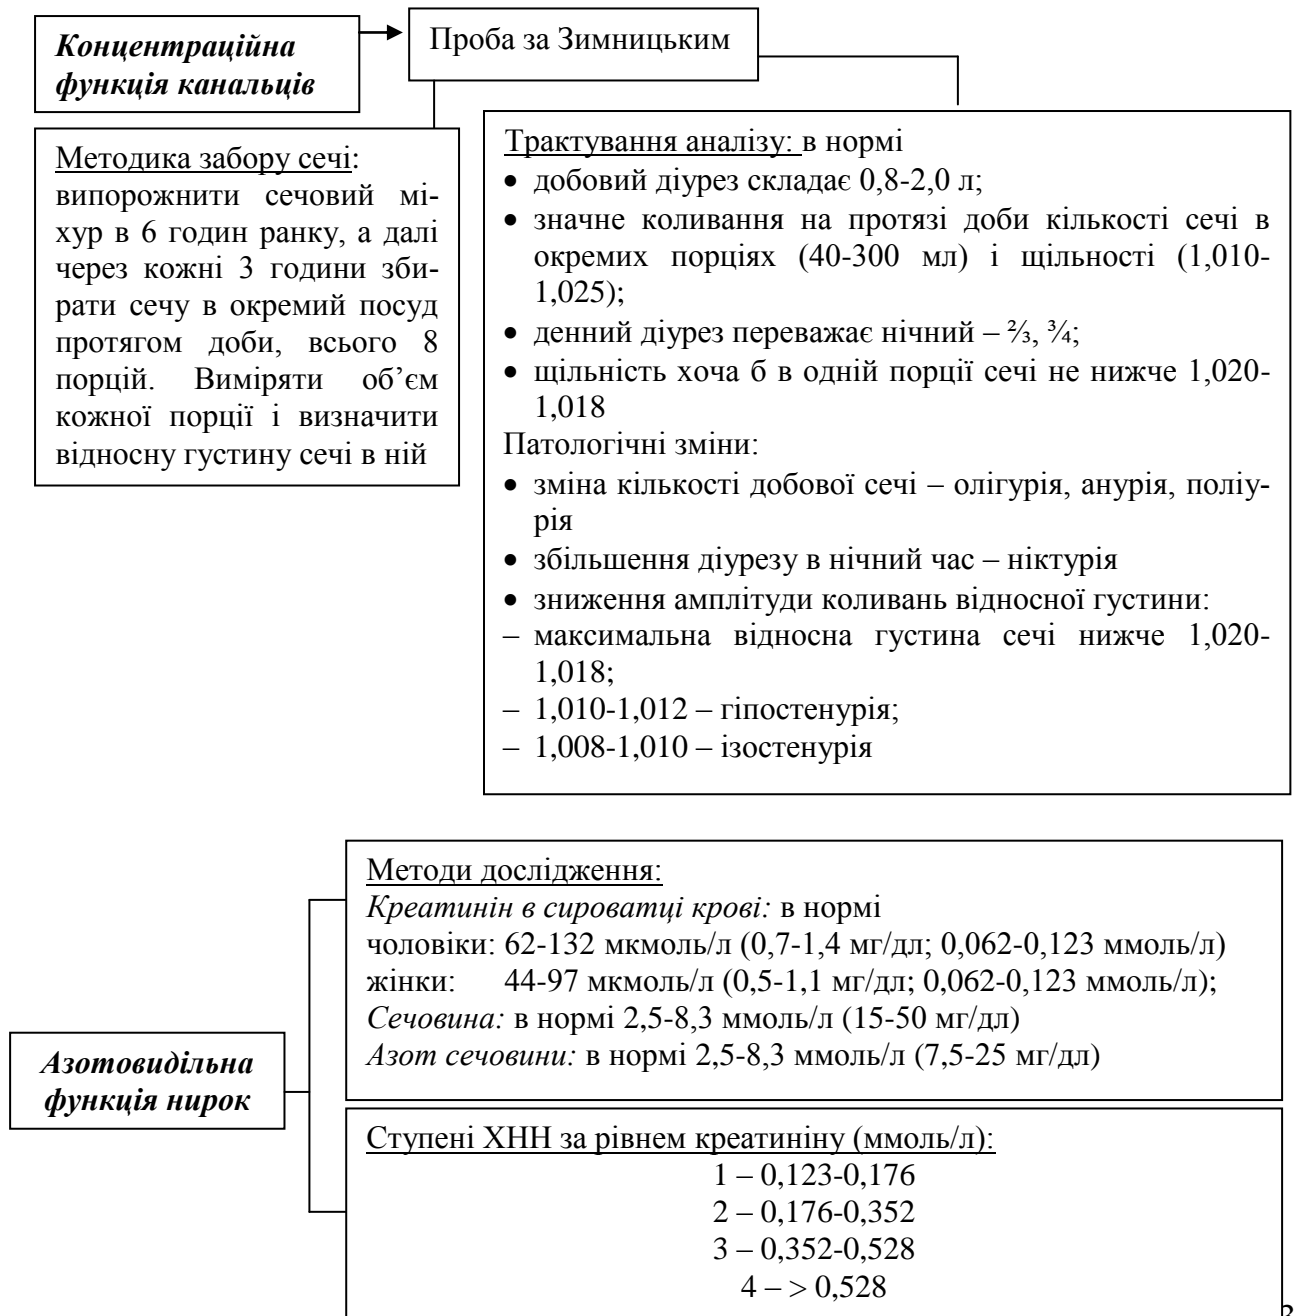 Концентраційна
функція канальців
Проба за Зимницьким
Методика забору сечі:
випорожнити сечовий мі-
хур в 6 годин ранку, а далі
через кожні 3 години зби-
рати сечу в окремий посуд
протягом доби, всього 8
порцій. Виміряти об’єм
кожної порції і визначити
відносну густину сечі в ній
Трактування аналізу: в нормі
• добовий діурез складає 0,8-2,0 л;
• значне коливання на протязі доби кількості сечі в
окремих порціях (40-300 мл) і щільності (1,010-
1,025);
• денний діурез переважає нічний – ⅔, ¾;
• щільність хоча б в одній порції сечі не нижче 1,020-
1,018
Патологічні зміни:
• зміна кількості добової сечі – олігурія, анурія, поліу-
рія
• збільшення діурезу в нічний час – ніктурія
• зниження амплітуди коливань відносної густини:
– максимальна відносна густина сечі нижче 1,020-
1,018;
– 1,010-1,012 – гіпостенурія;
– 1,008-1,010 – ізостенурія
Азотовидільна
функція нирок
Методи дослідження:
Креатинін в сироватці крові: в нормі
чоловіки: 62-132 мкмоль/л (0,7-1,4 мг/дл; 0,062-0,123 ммоль/л)
жінки: 44-97 мкмоль/л (0,5-1,1 мг/дл; 0,062-0,123 ммоль/л);
Сечовина: в нормі 2,5-8,3 ммоль/л (15-50 мг/дл)
Азот сечовини: в нормі 2,5-8,3 ммоль/л (7,5-25 мг/дл)
Ступені ХНН за рівнем креатиніну (ммоль/л):
1 – 0,123-0,176
2 – 0,176-0,352
3 – 0,352-0,528
4 – > 0,528